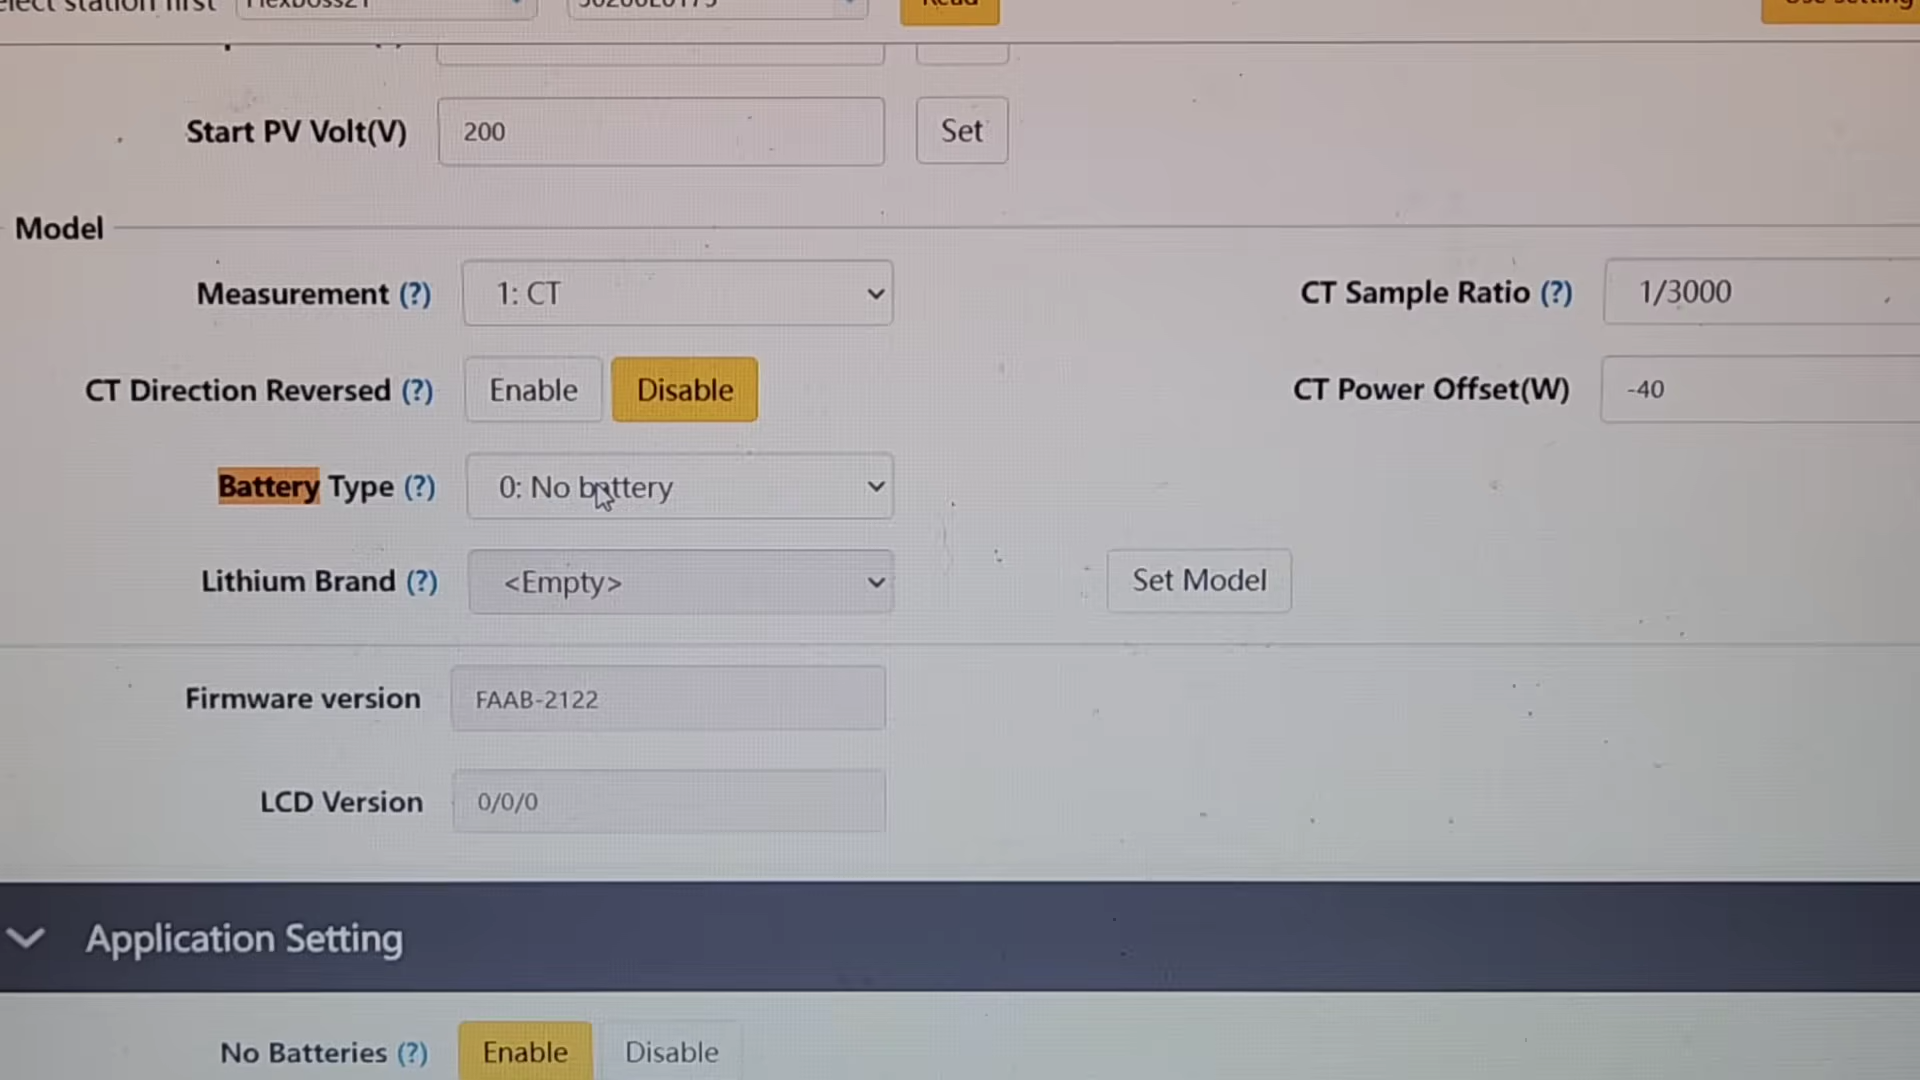 station first
Start PV Volt(V) 200 Set
Model
Measurement (?) 1: CT CT Sample Ratio (?) 1/3000
CT Direction Reversed (?) Enable Disable CT Power Offset(W) -40
Battery Type (?) 0: No battery
Lithium Brand (?) <Empty> Set Model
Firmware version FAAB-2122
LCD Version 0/0/0
Application Setting
No Batteries (?) Enable Disable